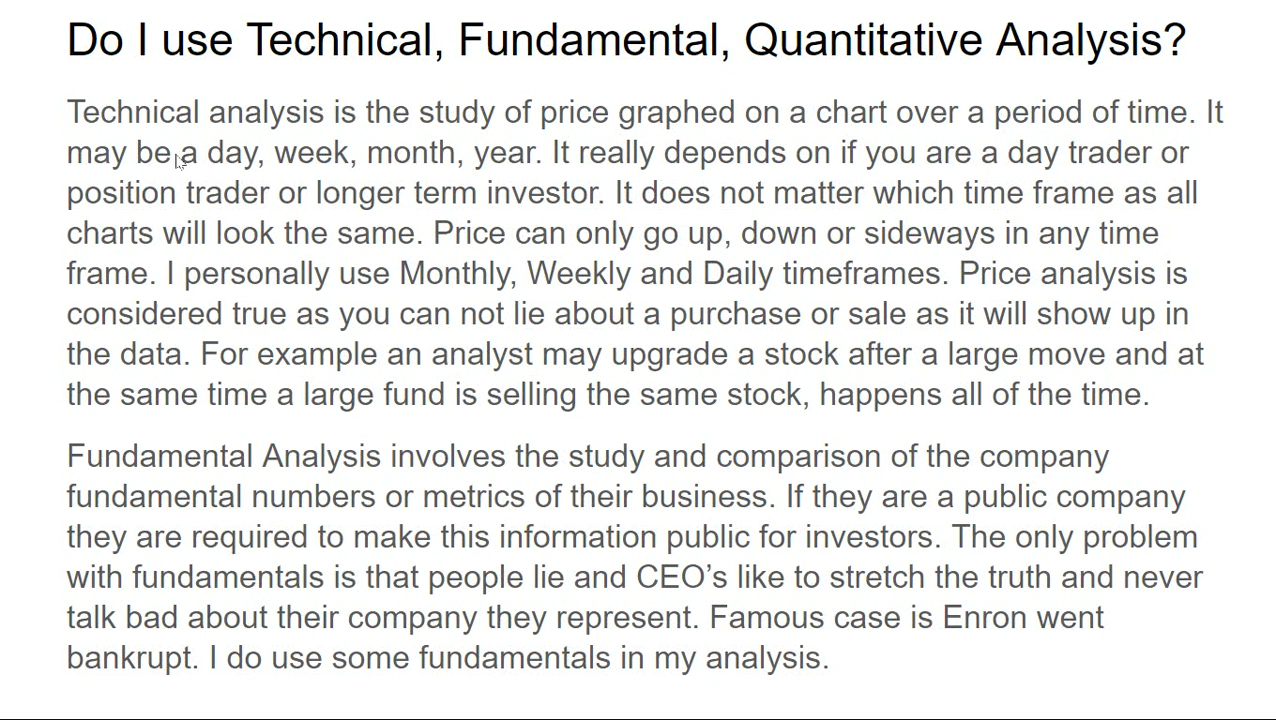 Do I use Technical, Fundamental, Quantitative Analysis?
Technical analysis is the study of price graphed on a chart over a period of time. It
may be a day, week, month, year. It really depends on if you are a day trader or
position trader or longer term investor. It does not matter which time frame as all
charts will look the same. Price can only go up, down or sideways in any time
frame. I personally use Monthly, Weekly and Daily timeframes. Price analysis is
considered true as you can not lie about a purchase or sale as it will show up in
the data. For example an analyst may upgrade a stock after a large move and at
the same time a large fund is selling the same stock, happens all of the time.
Fundamental Analysis involves the study and comparison of the company
fundamental numbers or metrics of their business. If they are a public company
they are required to make this information public for investors. The only problem
with fundamentals is that people lie and CEO’s like to stretch the truth and never
talk bad about their company they represent. Famous case is Enron went
bankrupt. I do use some fundamentals in my analysis.